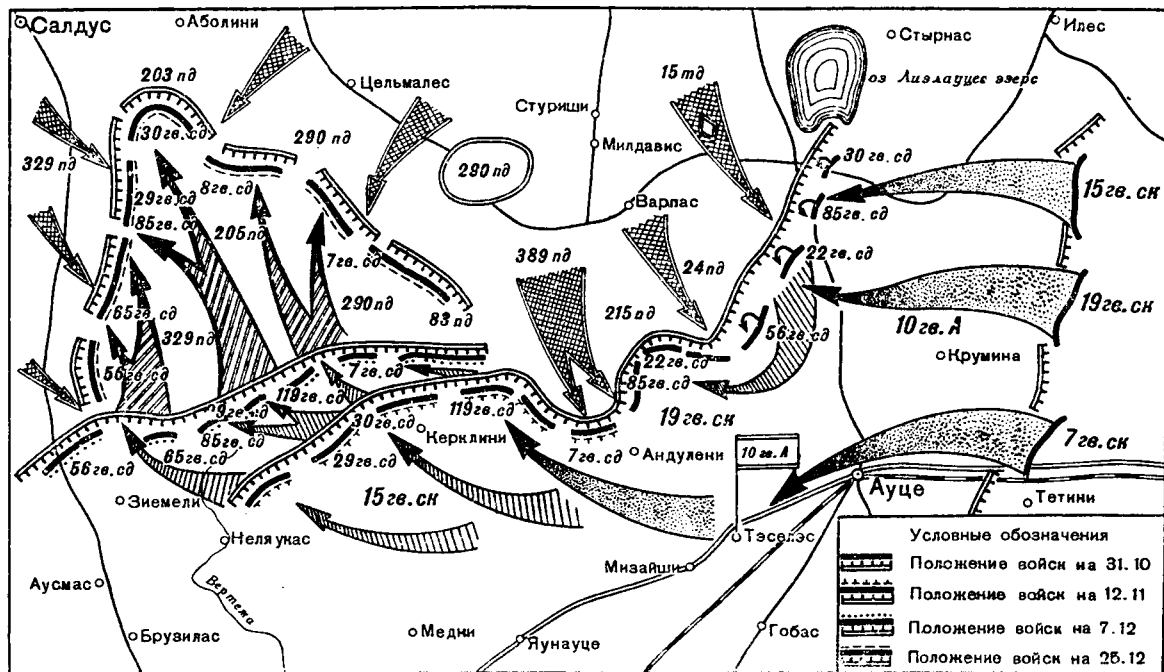 Салдус
Аболини
Стырнас
Илес
203 пд
Цельмалес
15 тд
оз Лиэлауцес эзерс
Стуриши
30 гв. сд
290 пд
Милдавис
329 пд
8 гв. сд
290 пд
30 гв. сд
29 гв. сд
Варпас
85 гв. сд
15 гв. ск
85 гв. сд
205 пд
7 гв. сд
389 пд
24 пд
22 гв. сд
65 гв. сд
290 пд
83 пд
215 пд
56 гв. сд
10 гв. А
19 гв. ск
329 пд
56 гв. сд
7 гв. сд
22 гв. сд
Крумина
119 гв. сд
85 гв. сд
119 гв. сд
30 гв. сд
19 гв. ск
7 гв. ск
85 гв. сд
Керклини
65 гв. сд
29 гв. сд
7 гв. сд
Андулени
10 гв. А
56 гв. сд
Ауце
Зиемели
15 гв. ск
Тетини
Неляукас
Тэселэс
Аусмас
Вертежа
Мизайши
Брузилас
Медни
Яунауце
Гобас
Условные обозначения
Положение войск на 31.10
Положение войск на 12.11
Положение войск на 7.12
Положение войск на 25.12